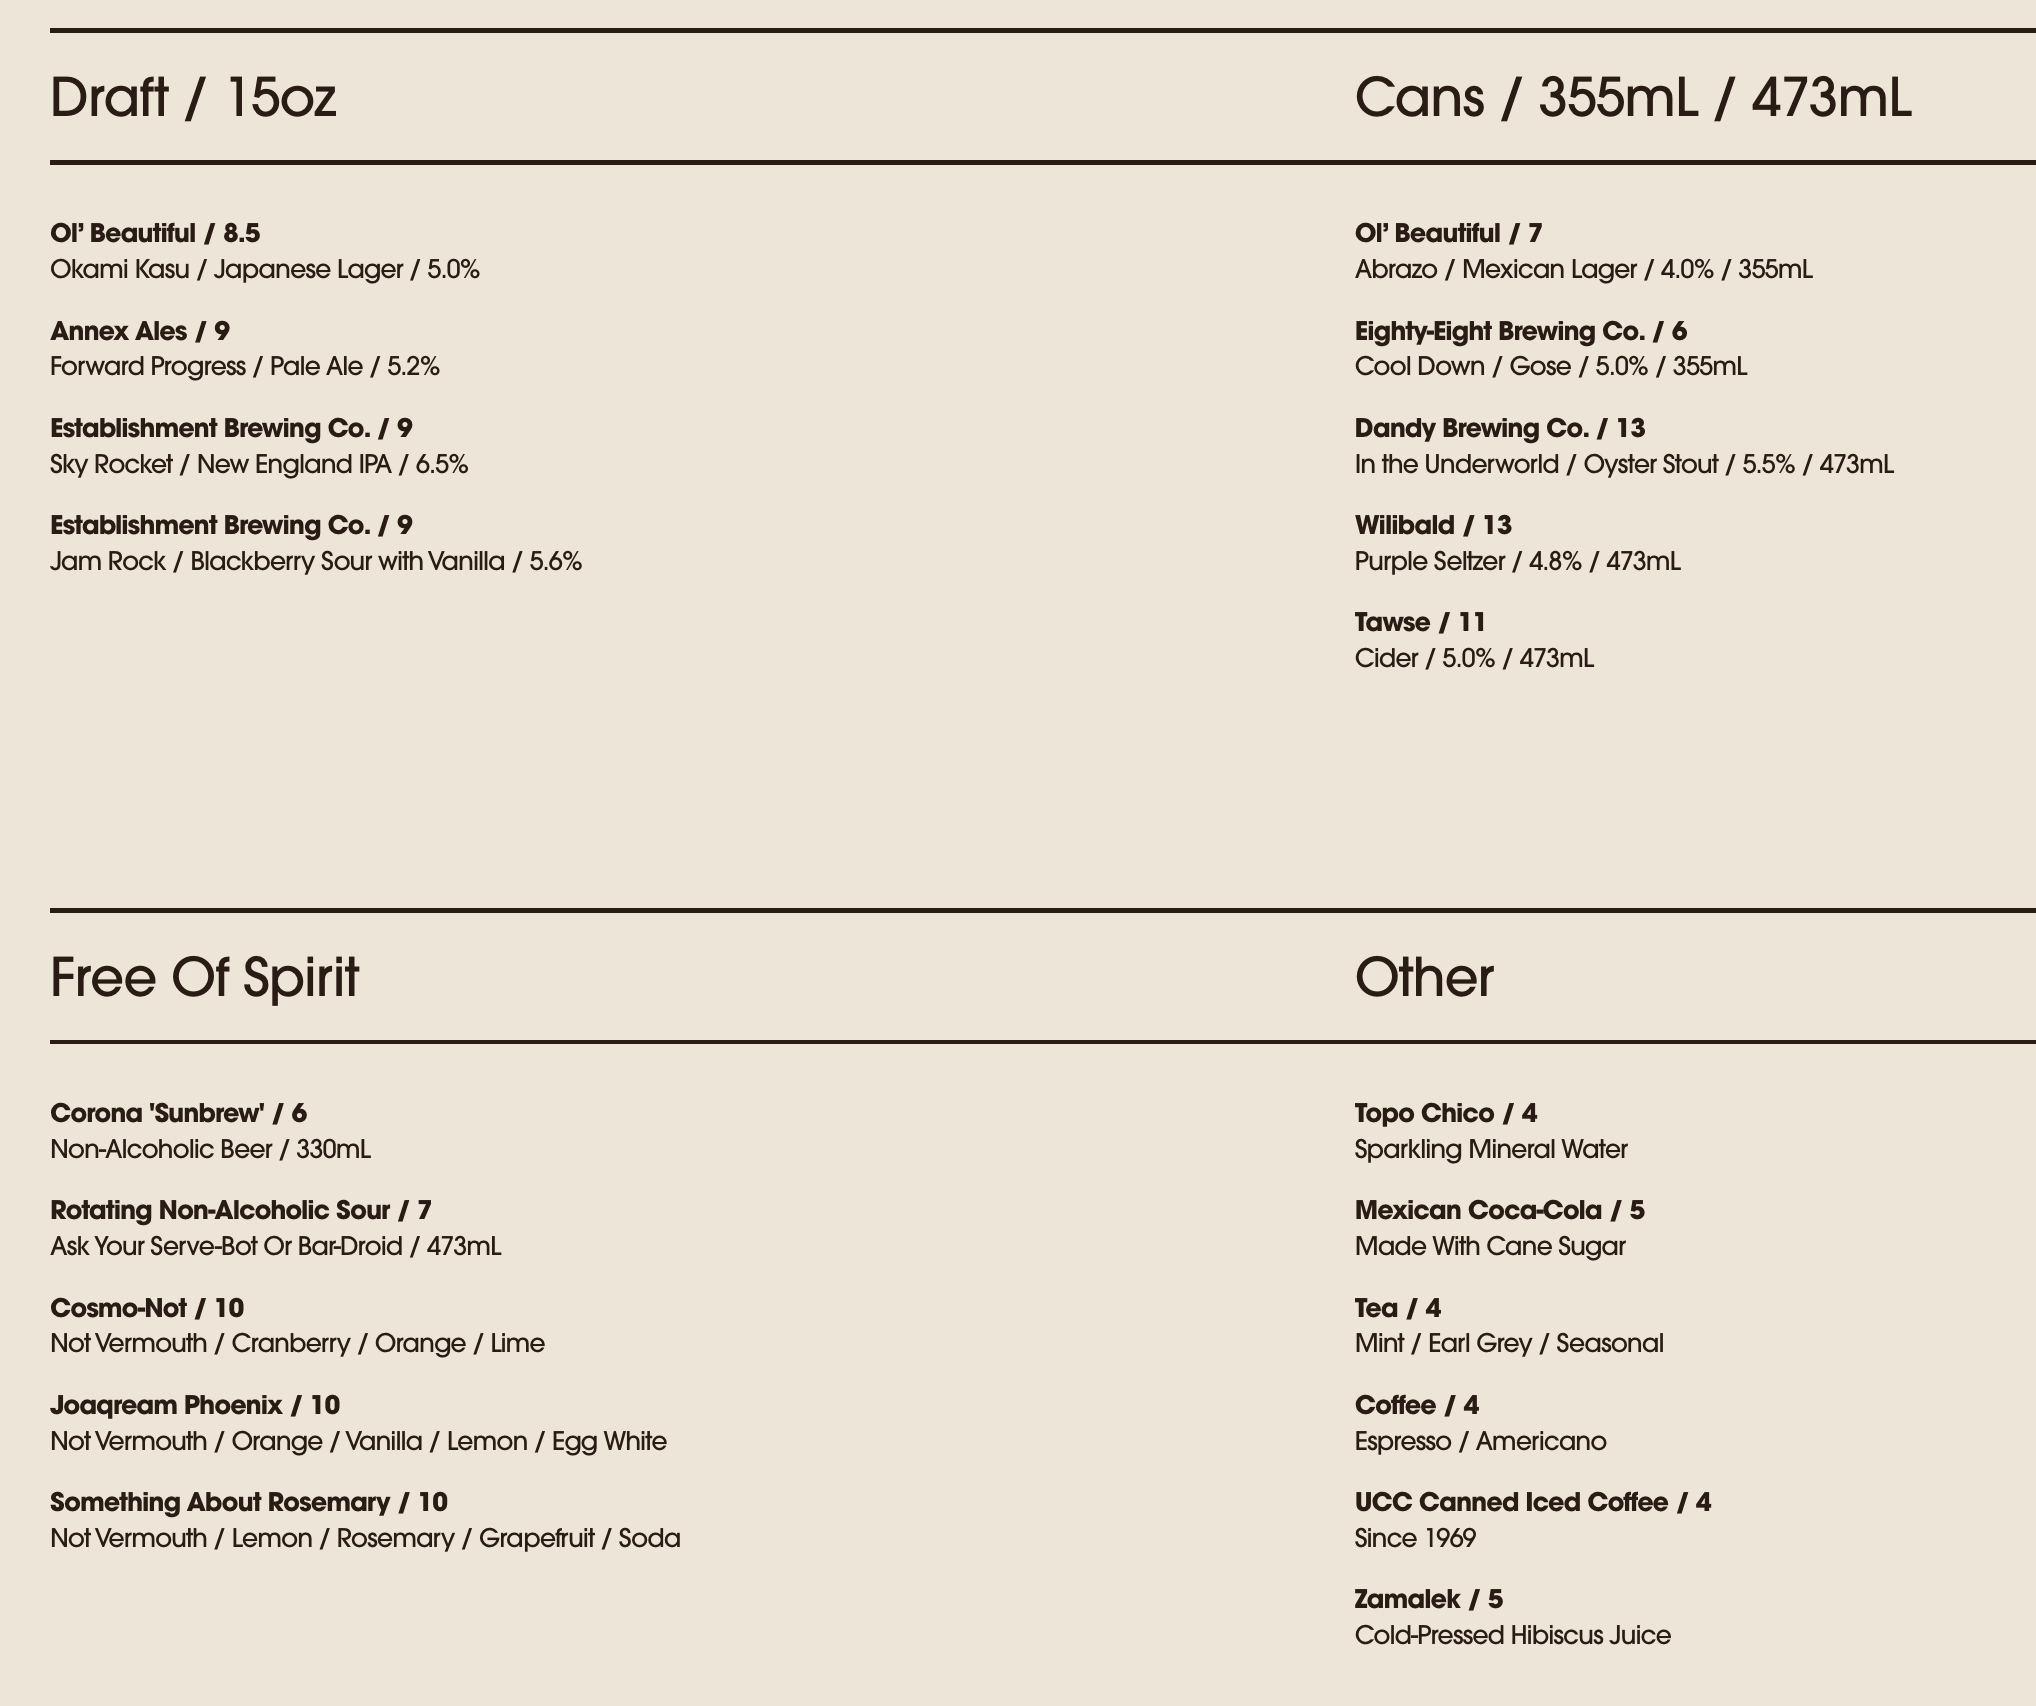 Draft / 15oz
Ol’ Beautiful / 8.5
Okami Kasu / Japanese Lager / 5.0%
Annex Ales / 9
Forward Progress / Pale Ale / 5.2%
Establishment Brewing Co. / 9
Sky Rocket / New England IPA / 6.5%
Establishment Brewing Co. / 9
Jam Rock / Blackberry Sour with Vanilla / 5.6%
Cans / 355mL / 473mL
Ol’ Beautiful / 7
Abrazo / Mexican Lager / 4.0% / 355mL
Eighty-Eight Brewing Co. / 6
Cool Down / Gose / 5.0% / 355mL
Dandy Brewing Co. / 13
In the Underworld / Oyster Stout / 5.5% / 473mL
Wilibald / 13
Purple Seltzer / 4.8% / 473mL
Tawse / 11
Cider / 5.0% / 473mL
Free Of Spirit
Corona 'Sunbrew' / 6
Non-Alcoholic Beer / 330mL
Rotating Non-Alcoholic Sour / 7
Ask Your Serve-Bot Or Bar-Droid / 473mL
Cosmo-Not / 10
Not Vermouth / Cranberry / Orange / Lime
Joaqream Phoenix / 10
Not Vermouth / Orange / Vanilla / Lemon / Egg White
Something About Rosemary / 10
Not Vermouth / Lemon / Rosemary / Grapefruit / Soda
Other
Topo Chico / 4
Sparkling Mineral Water
Mexican Coca-Cola / 5
Made With Cane Sugar
Tea / 4
Mint / Earl Grey / Seasonal
Coffee / 4
Espresso / Americano
UCC Canned Iced Coffee / 4
Since 1969
Zamalek / 5
Cold-Pressed Hibiscus Juice